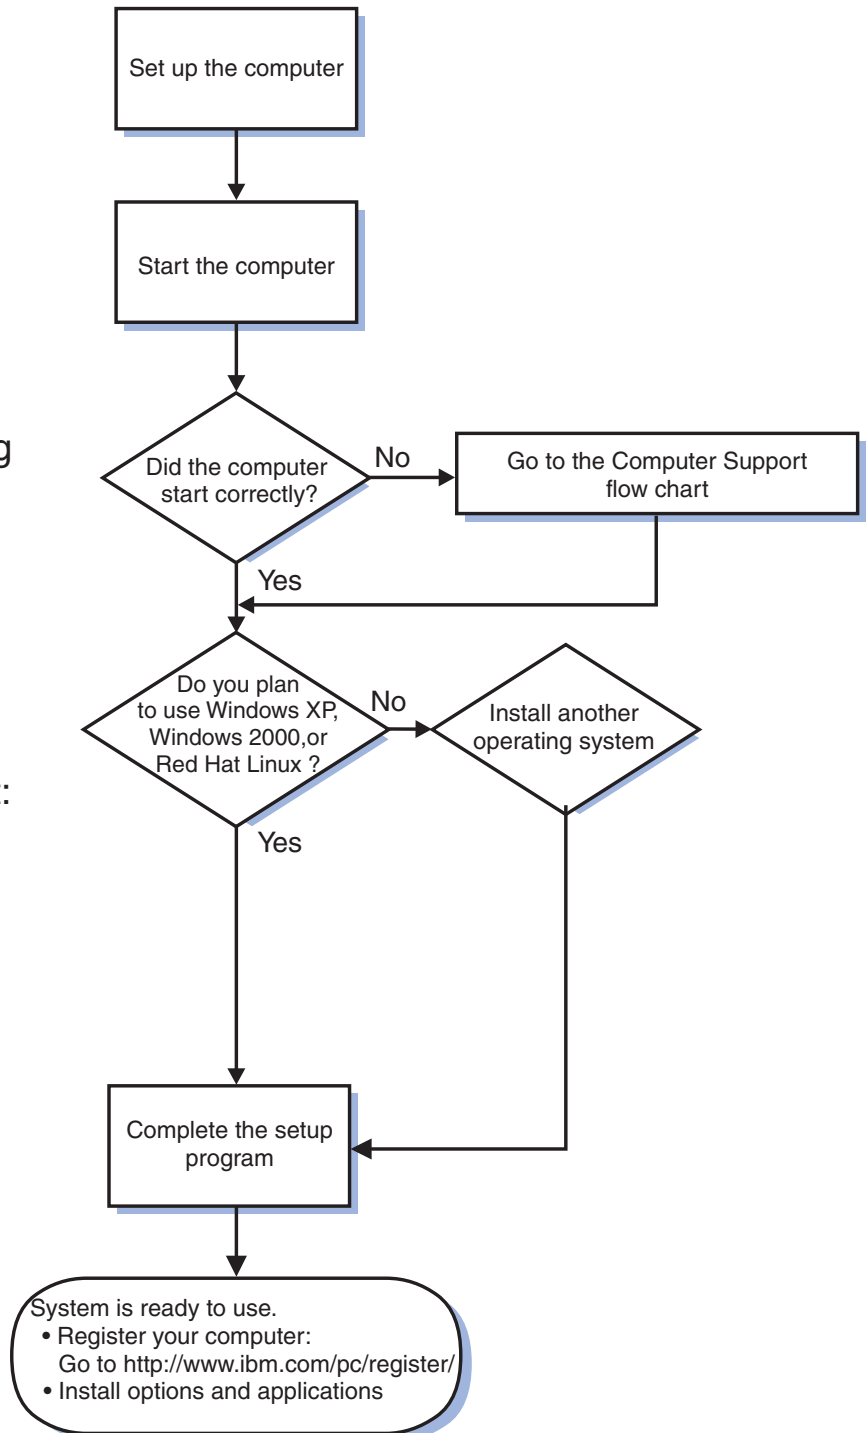 Set up the computer
Start the computer
g
Did the computer
start correctly?
No
Go to the Computer Support
flow chart
Yes
Do you plan
to use Windows XP,
Windows 2000,or
Red Hat Linux ?
No
Install another
operating system
Yes
Complete the setup
program
System is ready to use.
• Register your computer:
Go to http://www.ibm.com/pc/register/
• Install options and applications